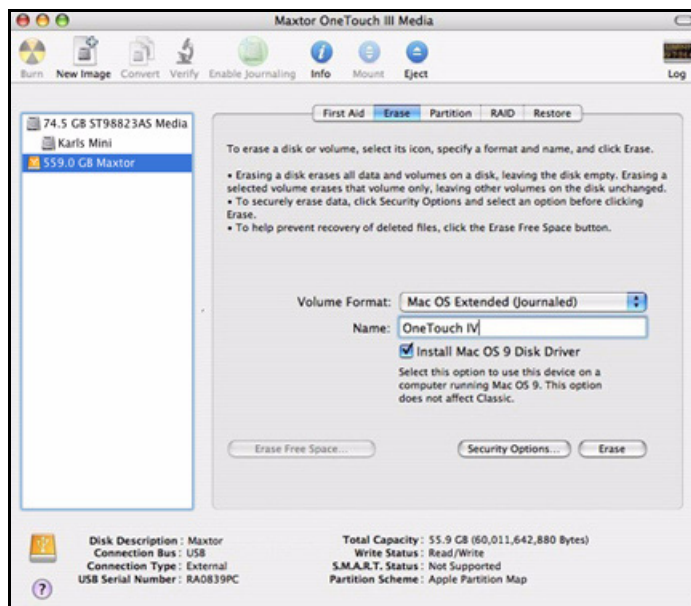 Maxtor OneTouch III Media
Burn New Image Convert Verify Enable Journaling Info Mount Eject Log
74.5 GB ST98823AS Media
Karls Mini
559.0 GB Maxtor
First Aid Erase Partition RAID Restore
To erase a disk or volume, select its icon, specify a format and name, and click Erase.
• Erasing a disk erases all data and volumes on a disk, leaving the disk empty. Erasing a
selected volume erases that volume only, leaving other volumes on the disk unchanged.
• To securely erase data, click Security Options and select an option before clicking
Erase.
• To help prevent recovery of deleted files, click the Erase Free Space button.
Volume Format: Mac OS Extended (Journaled)
Name: OneTouch IV
Install Mac OS 9 Disk Driver
Select this option to use this device on a
computer running Mac OS 9. This option
does not affect Classic.
Erase Free Space... Security Options... Erase
Disk Description : Maxtor
Connection Bus : USB
Connection Type : External
USB Serial Number : RA0839PC
Total Capacity : 55.9 GB (60,011,642,880 Bytes)
Write Status : Read/Write
S.M.A.R.T. Status : Not Supported
Partition Scheme : Apple Partition Map
?